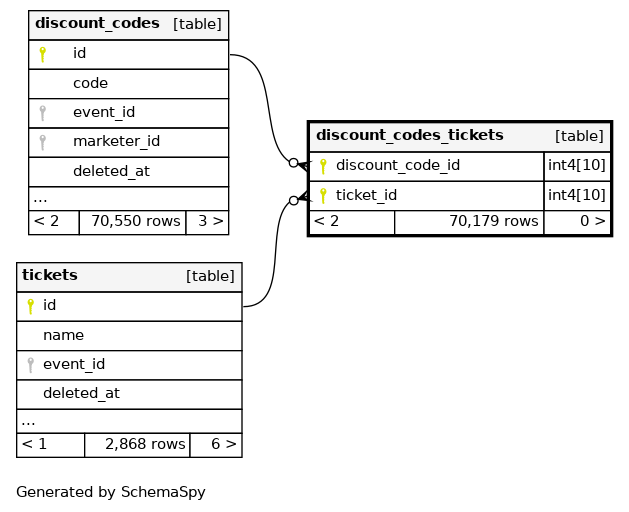 discount_codes [table]
id
code
event_id
marketer_id
deleted_at
...
< 2 70,550 rows 3 >
discount_codes_tickets [table]
discount_code_id int4[10]
ticket_id int4[10]
< 2 70,179 rows 0 >
tickets [table]
id
name
event_id
deleted_at
...
< 1 2,868 rows 6 >
Generated by SchemaSpy